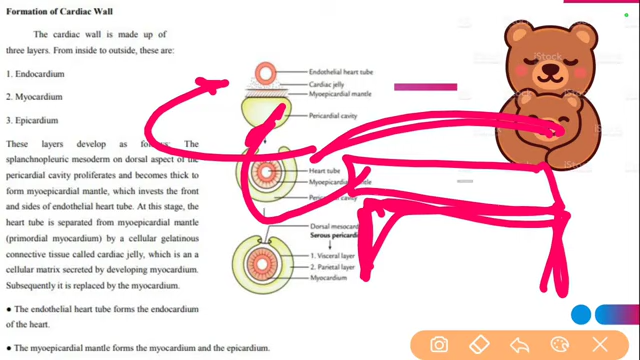 Formation of Cardiac Wall
The cardiac wall is made up of
three layers. From inside to outside, these are:
1. Endocardium
2. Myocardium
3. Epicardium
These layers develop as The
splanchnopleuric mesoderm on dorsal aspect of the
pericardial cavity proliferates and becomes thick to
form myoepicardial mantle, which invests the front
and sides of endothelial heart tube. At this stage, the
heart tube is separated from myoepicardial mantle
(primordial myocardium) by a cellular gelatinous
connective tissue called cardiac jelly, which is an a
cellular matrix secreted by developing myocardium.
Subsequently it is replaced by the myocardium.
● The endothelial heart tube forms the endocardium
of the heart.
● The myoepicardial mantle forms the myocardium and the epicardium.
Endothelial heart tube
Cardiac jelly
Myoepicardial mantle
Pericardial cavity
Heart tube
Pericardial cavity
Dorsal
Serous
1. Visceral layer
2. Parietal layer
Myocardium
iStock
iStock
iStock